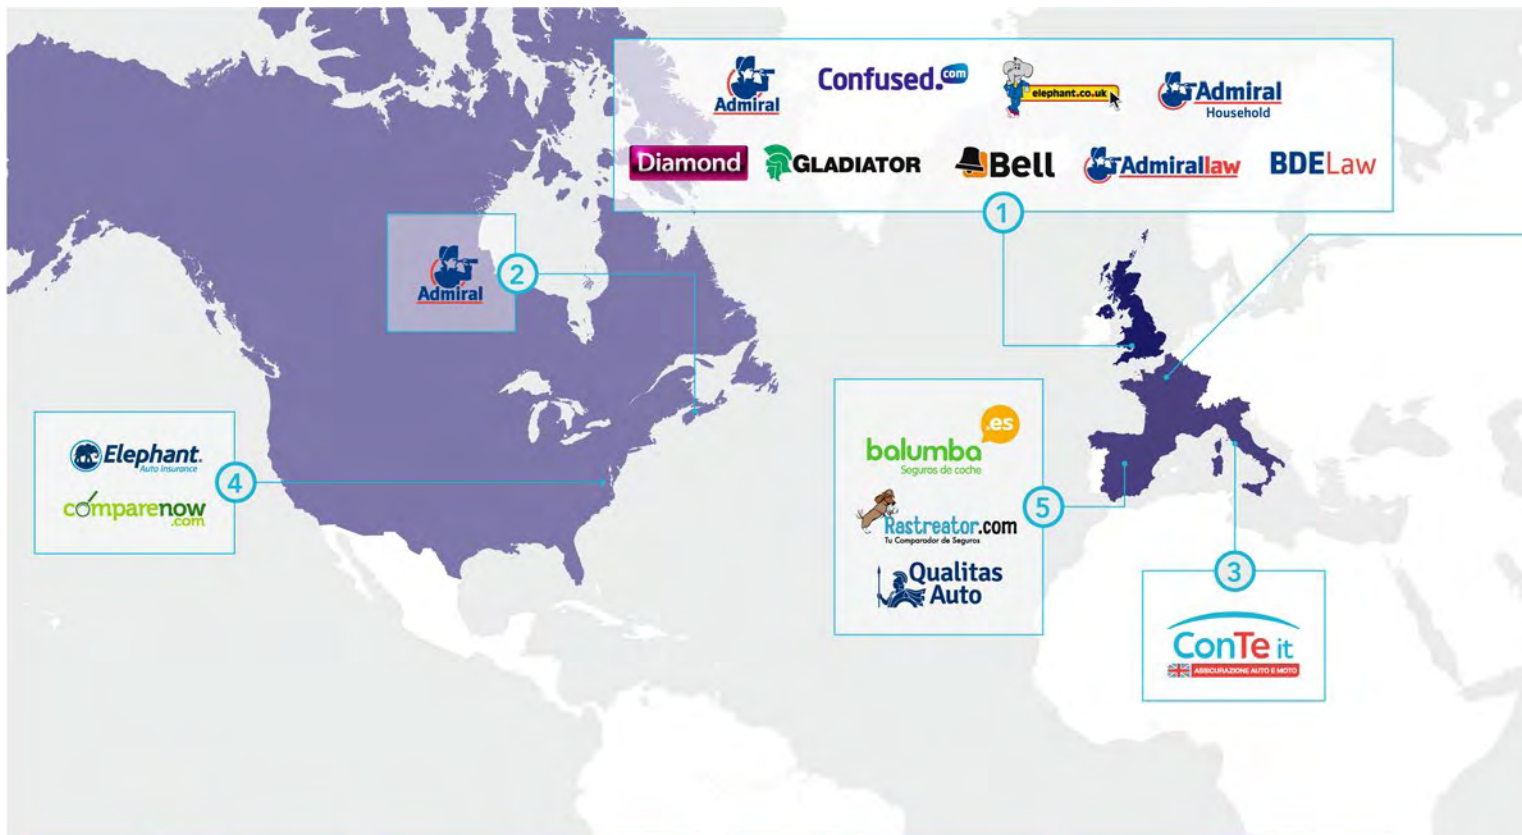 Admiral
Confused.com
elephant.co.uk
Admiral
Household
Diamond
GLADIATOR
Bell
Admirallaw
BDELaw
1
Admiral
2
Elephant.
Auto Insurance
comparenow
.com
4
.es
balumba
Seguros de coche
Rastreator.com
Tu Comparador de Seguros
Qualitas
Auto
5
3
ConTe it
ASSICURAZIONE AUTO E MOTO